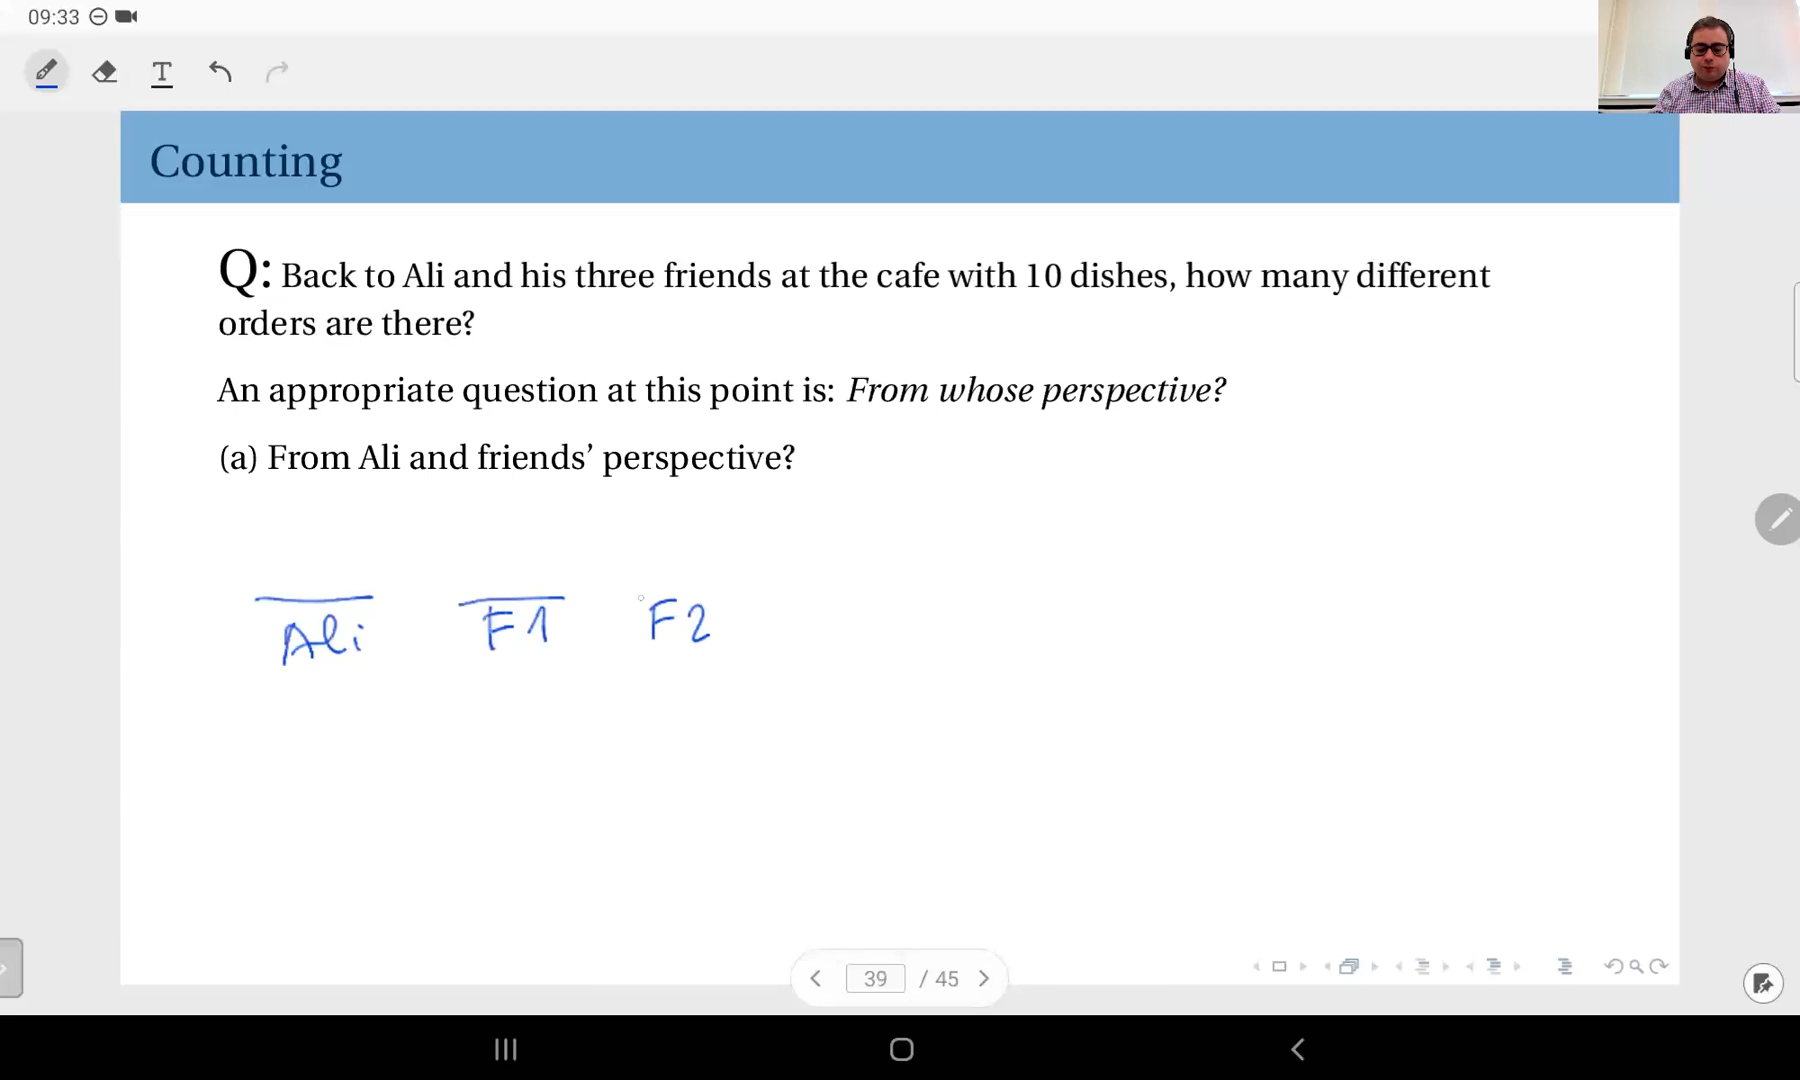 09:33
T
Counting
Q: Back to Ali and his three friends at the cafe with 10 dishes, how many different
orders are there?
An appropriate question at this point is: From whose perspective?
(a) From Ali and friends’ perspective?
Ali F1 F2
39 / 45